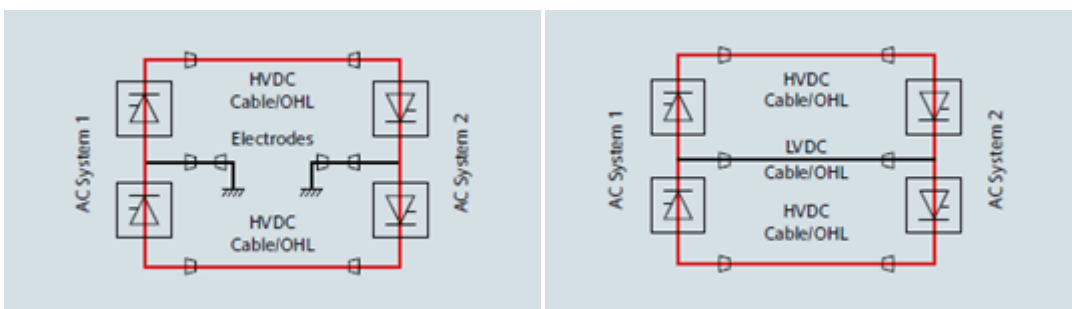 HVDC
Cable/OHL
Electrodes
AC System 1
AC System 2
HVDC
Cable/OHL
HVDC
Cable/OHL
LVDC
Cable/OHL
AC System 1
AC System 2
HVDC
Cable/OHL